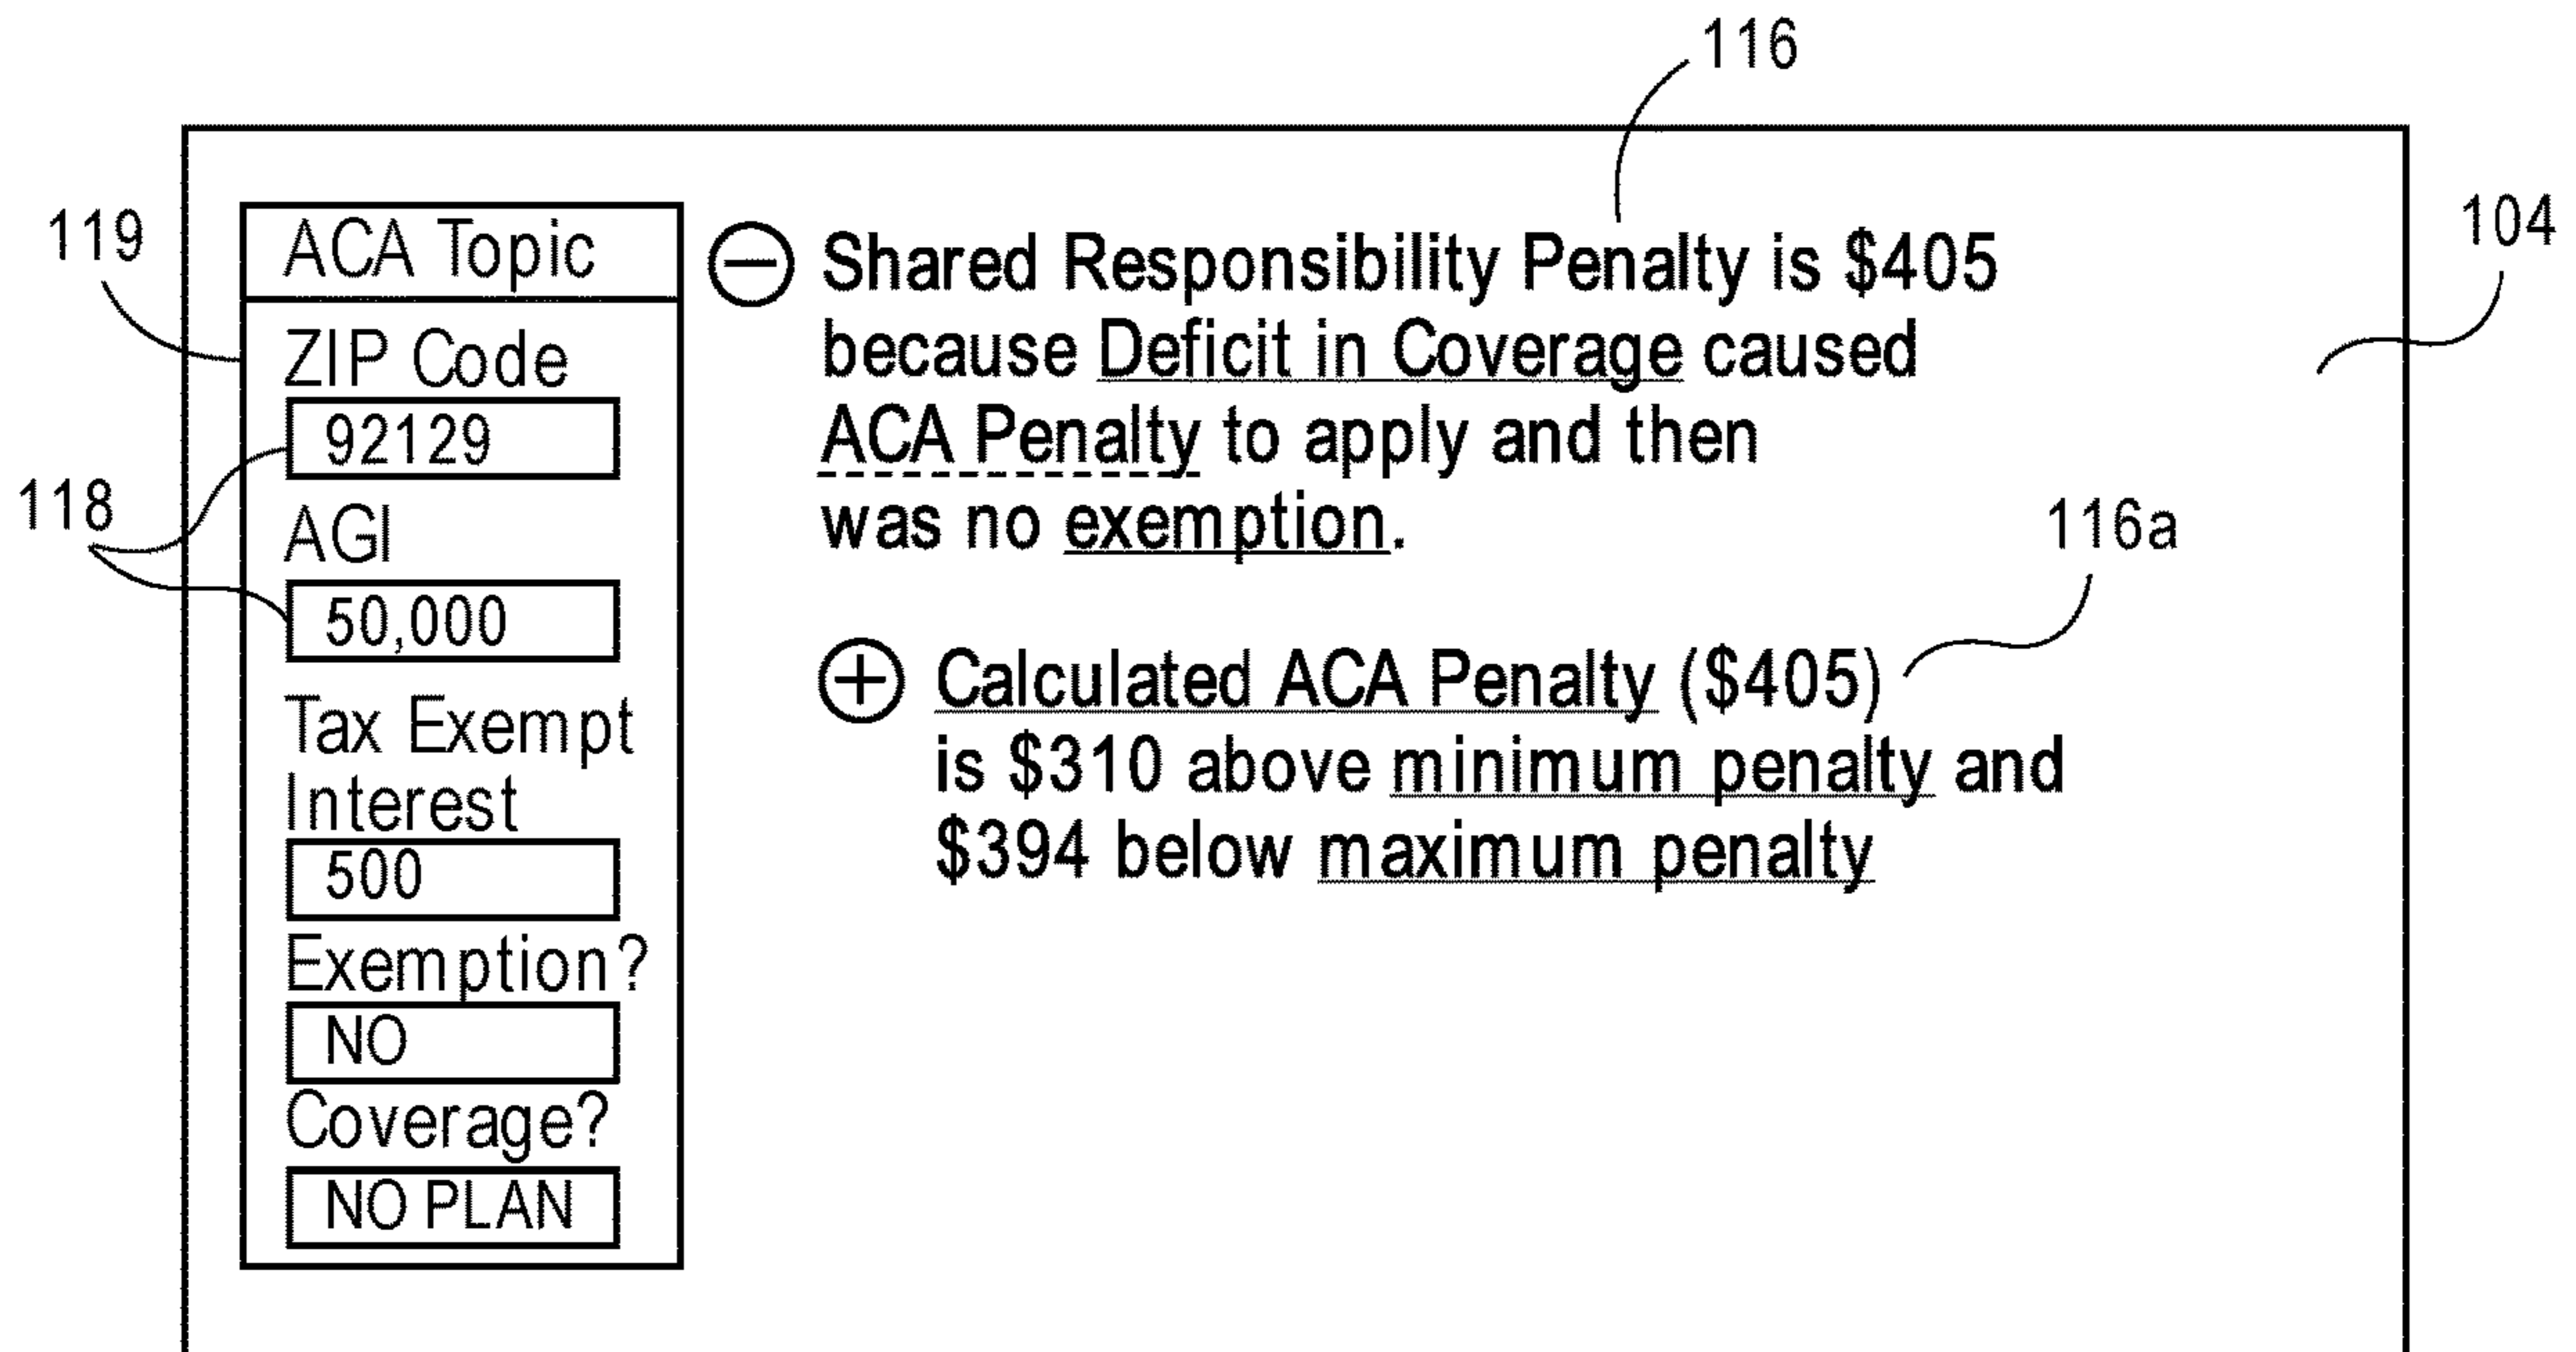 116
119
104
118
116a
ACA Topic
ZIP Code
92129
AGI
50,000
Tax Exempt
Interest
500
Exemption?
NO
Coverage?
NO PLAN
Shared Responsibility Penalty is $405
because Deficit in Coverage caused
ACA Penalty to apply and then
was no exemption.
Calculated ACA Penalty ($405)
is $310 above minimum penalty and
$394 below maximum penalty